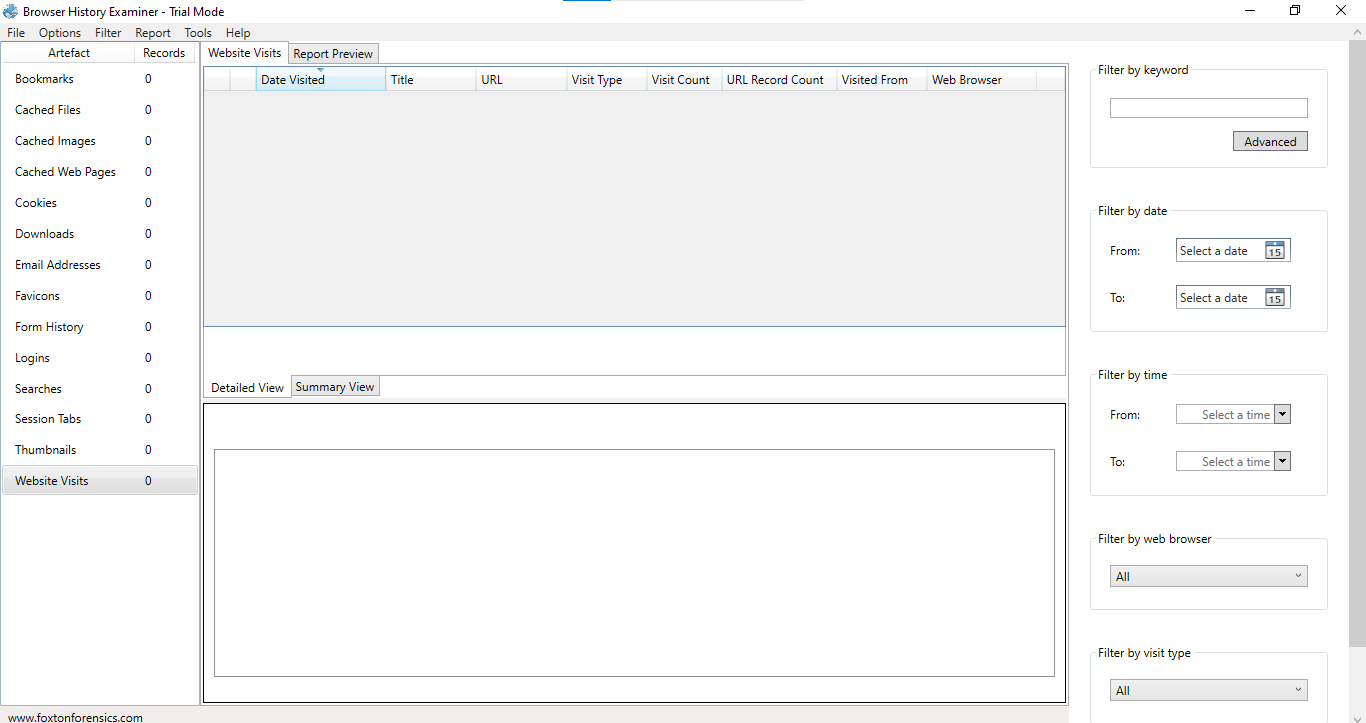 Browser History Examiner - Trial Mode
File Options Filter Report Tools Help
Artefact Records
Bookmarks 0
Cached Files 0
Cached Images 0
Cached Web Pages 0
Cookies 0
Downloads 0
Email Addresses 0
Favicons 0
Form History 0
Logins 0
Searches 0
Session Tabs 0
Thumbnails 0
Website Visits 0
Website Visits Report Preview
Date Visited Title URL Visit Type Visit Count URL Record Count Visited From Web Browser
Detailed View Summary View
Filter by keyword
Advanced
Filter by date
From: Select a date 15
To: Select a date 15
Filter by time
From: Select a time
To: Select a time
Filter by web browser
All
Filter by visit type
All
www.foxtonforensics.com